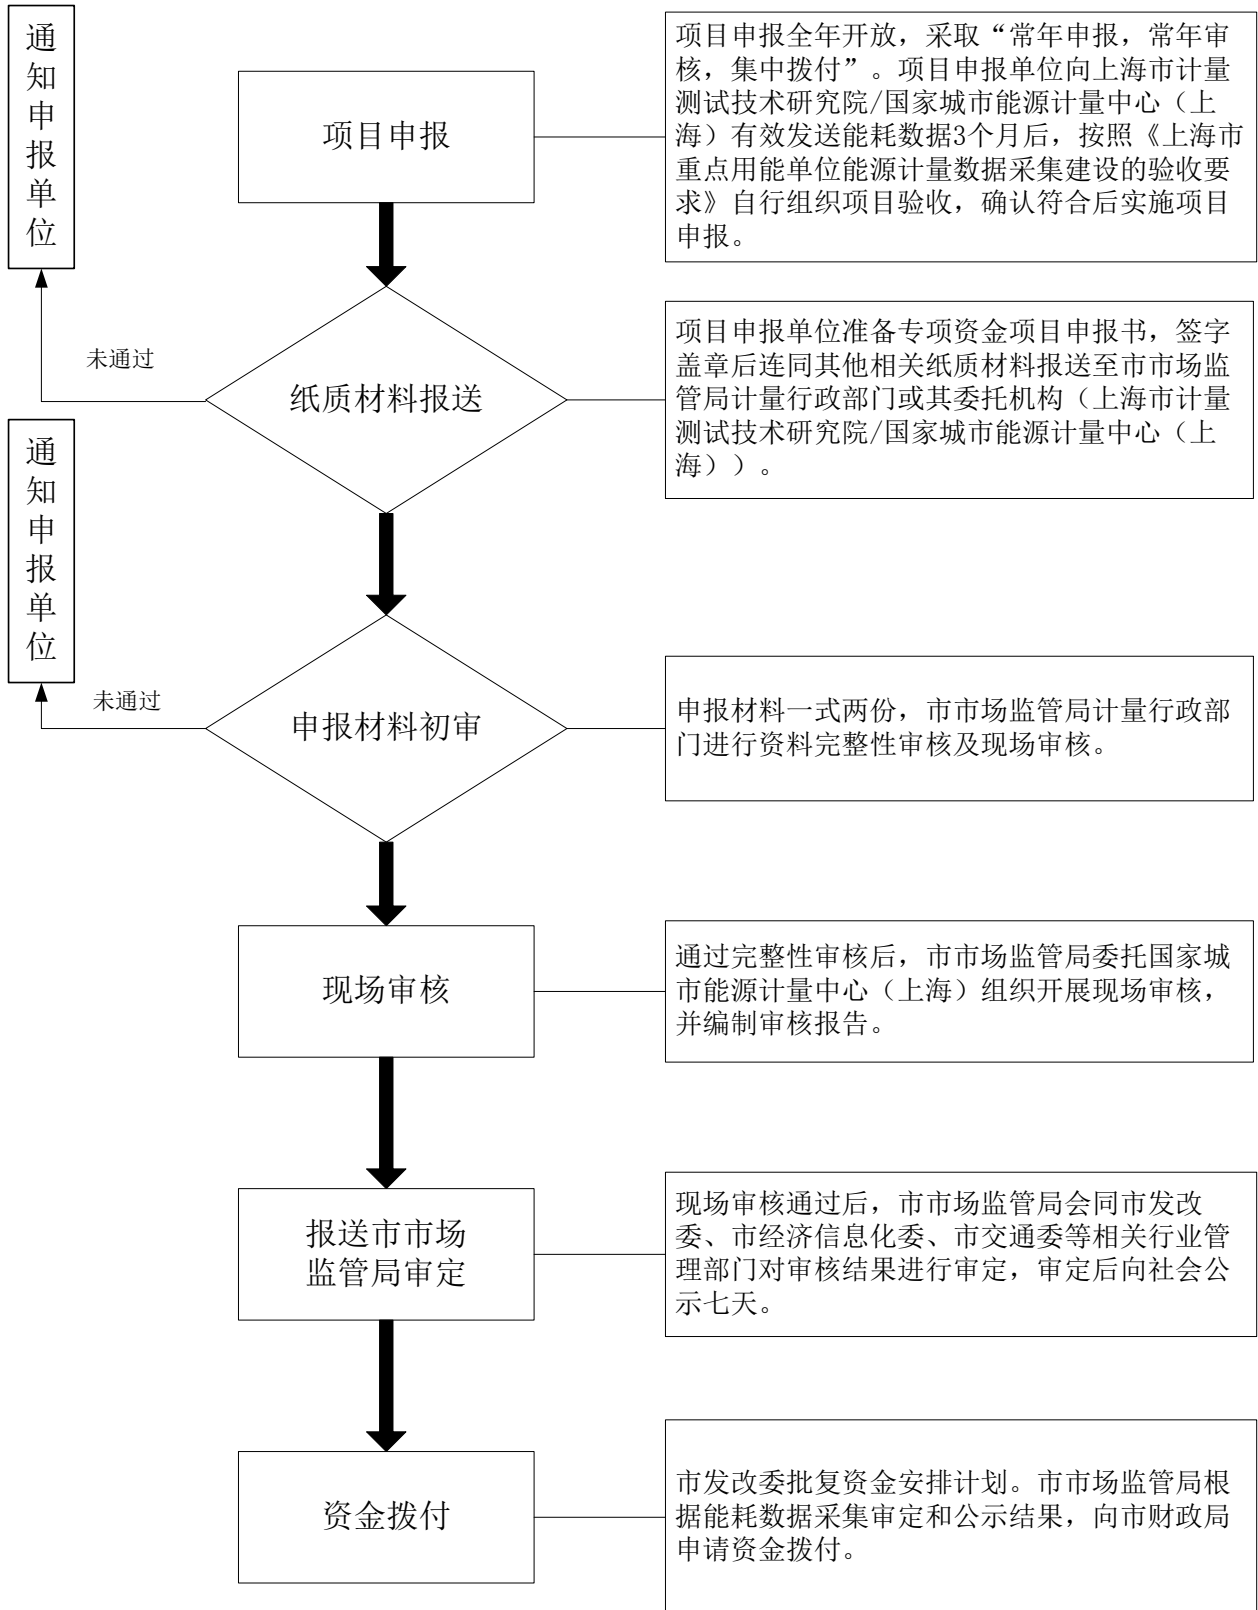 通
知
申
报
单
位
项目申报
项目申报全年开放，采取“常年申报，常年审
核，集中拨付”。项目申报单位向上海市计量
测试技术研究院/国家城市能源计量中心（上
海）有效发送能耗数据3个月后，按照《上海市
重点用能单位能源计量数据采集建设的验收要
求》自行组织项目验收，确认符合后实施项目
申报。
未通过
纸质材料报送
项目申报单位准备专项资金项目申报书，签字
盖章后连同其他相关纸质材料报送至市市场监
管局计量行政部门或其委托机构（上海市计量
测试技术研究院/国家城市能源计量中心（上
海））。
通
知
申
报
单
位
未通过
申报材料初审
申报材料一式两份，市市场监管局计量行政部
门进行资料完整性审核及现场审核。
现场审核
通过完整性审核后，市市场监管局委托国家城
市能源计量中心（上海）组织开展现场审核，
并编制审核报告。
报送市市场
监管局审定
现场审核通过后，市市场监管局会同市发改
委、市经济信息化委、市交通委等相关行业管
理部门对审核结果进行审定，审定后向社会公
示七天。
资金拨付
市发改委批复资金安排计划。市市场监管局根
据能耗数据采集审定和公示结果，向市财政局
申请资金拨付。